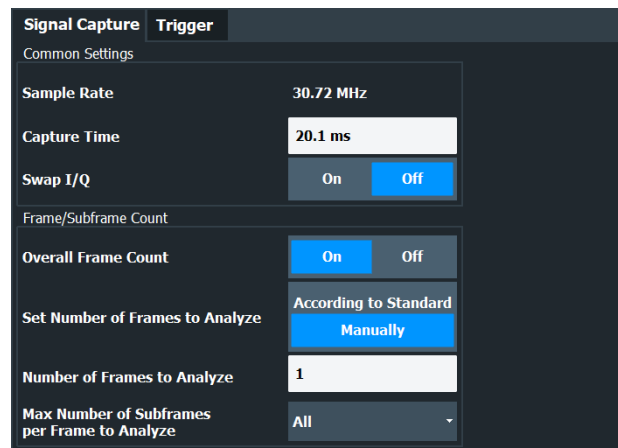 Signal Capture Trigger
Common Settings
Sample Rate 30.72 MHz
Capture Time 20.1 ms
Swap I/Q On Off
Frame/Subframe Count
Overall Frame Count On Off
Set Number of Frames to Analyze According to Standard
Manually
Number of Frames to Analyze 1
Max Number of Subframes
per Frame to Analyze All